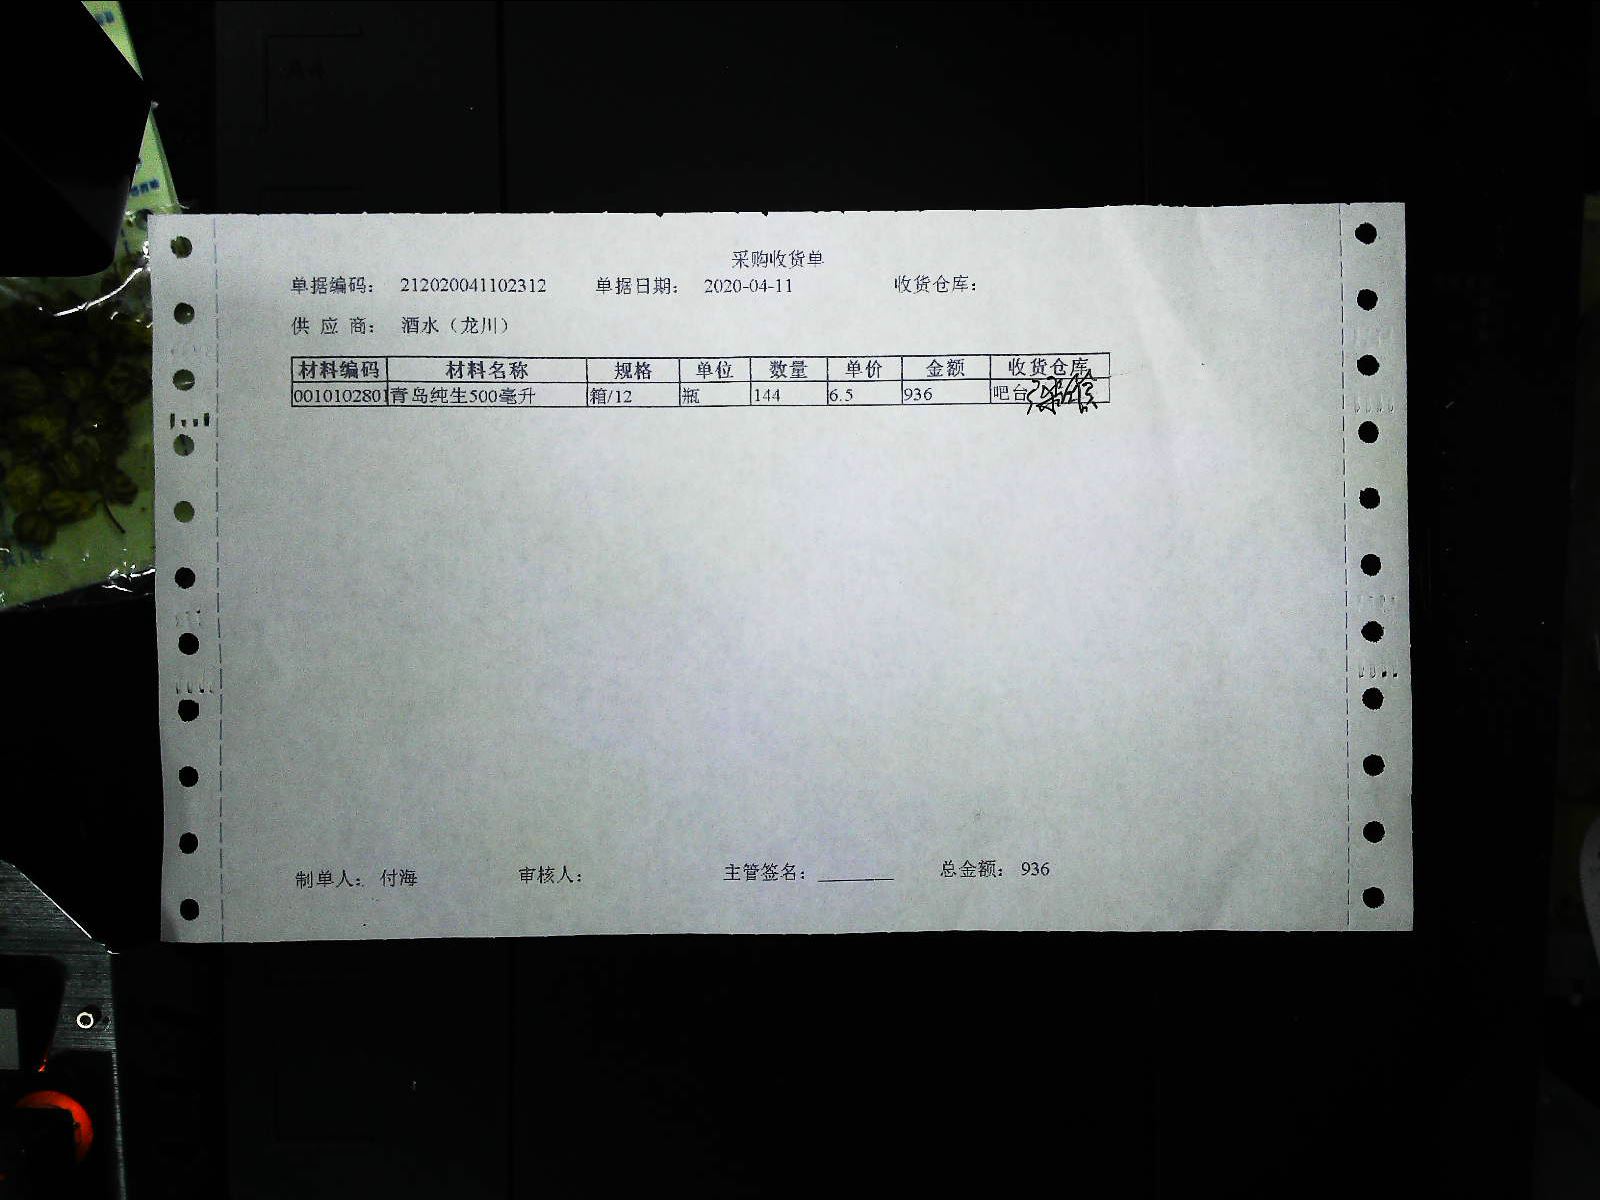 采购收货单
单据编码： 212020041102312 单据日期： 2020-04-11 收货仓库：
供 应 商： 酒水（龙川）
材料编码 材料名称 规格 单位 数量 单价 金额 收货仓库
0010102801 青岛纯生500毫升 箱/12 瓶 144 6.5 936 吧台
制单人： 付海 审核人： 主管签名： 总金额： 936